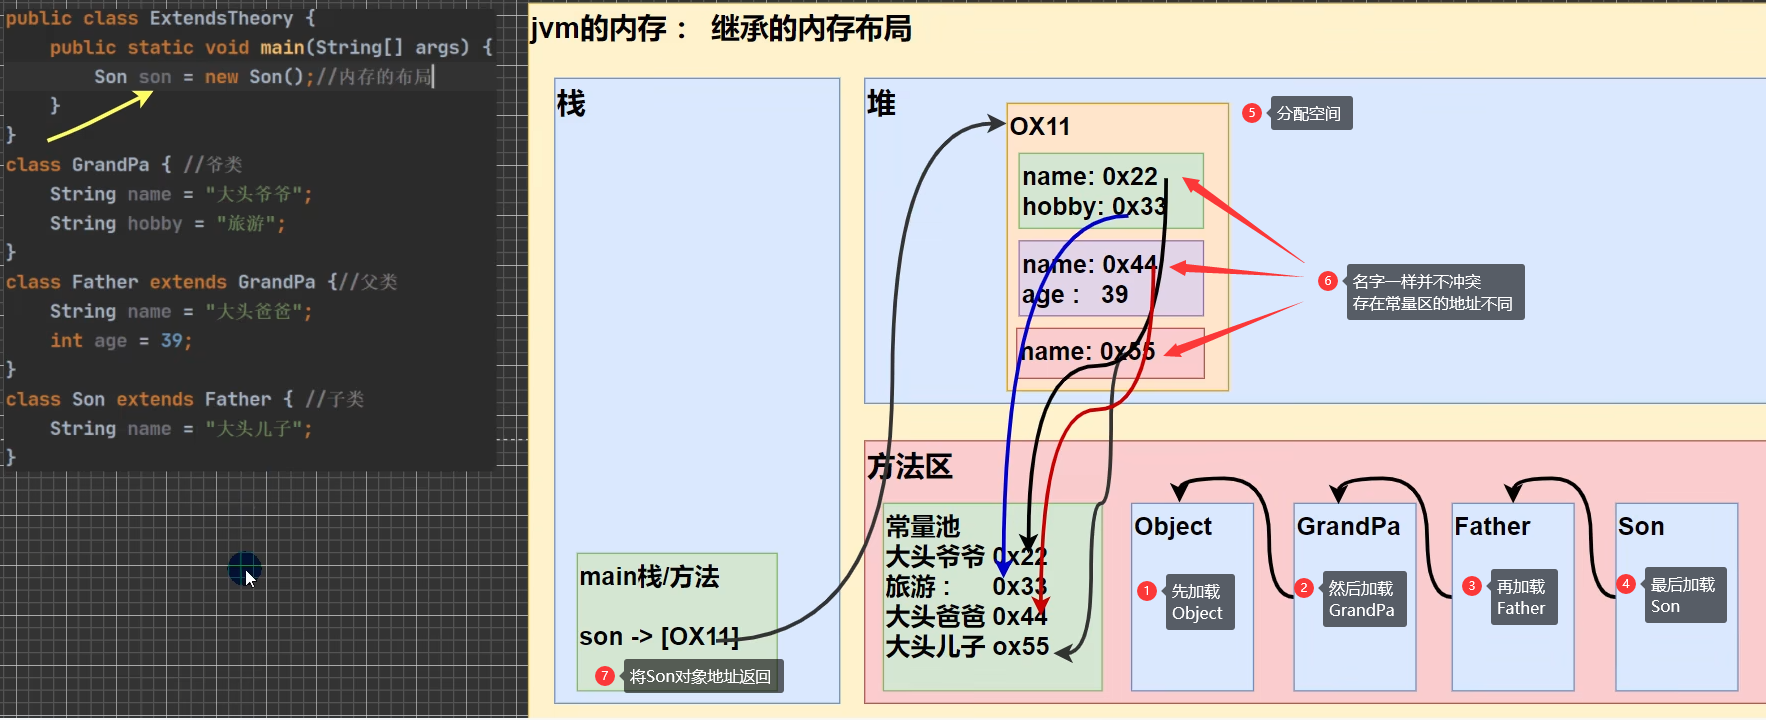 public class ExtendsTheory {
public static void main(String[] args) {
Son son = new Son();//内存的布局
}
}
class GrandPa { //爷类
String name = "大头爷爷";
String hobby = "旅游";
}
class Father extends GrandPa {//父类
String name = "大头爸爸";
int age = 39;
}
class Son extends Father { //子类
String name = "大头儿子";
}
jvm的内存： 继承的内存布局
栈
main栈/方法
son -> [OX11]
7 将Son对象地址返回
堆
OX11
name: 0x22
hobby: 0x33
name: 0x44
age： 39
name: 0x55
5 分配空间
6 名字一样并不冲突
存在常量区的地址不同
方法区
常量池
大头爷爷 0x22
旅游： 0x33
大头爸爸 0x44
大头儿子 ox55
Object
1 先加载
Object
GrandPa
2 然后加载
GrandPa
Father
3 再加载
Father
Son
4 最后加载
Son